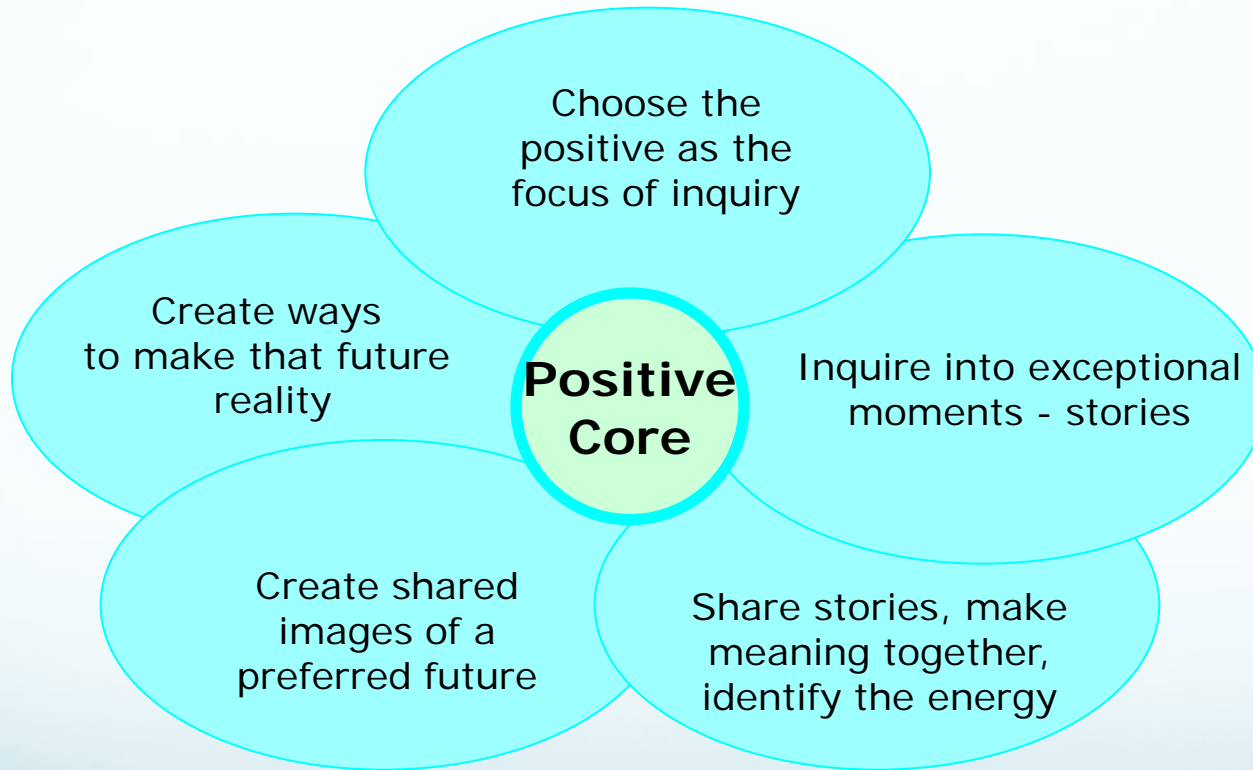 Choose the
positive as the
focus of inquiry
Inquire into exceptional
moments - stories
Share stories, make
meaning together,
identify the energy
Create shared
images of a
preferred future
Create ways
to make that future
reality
Positive
Core